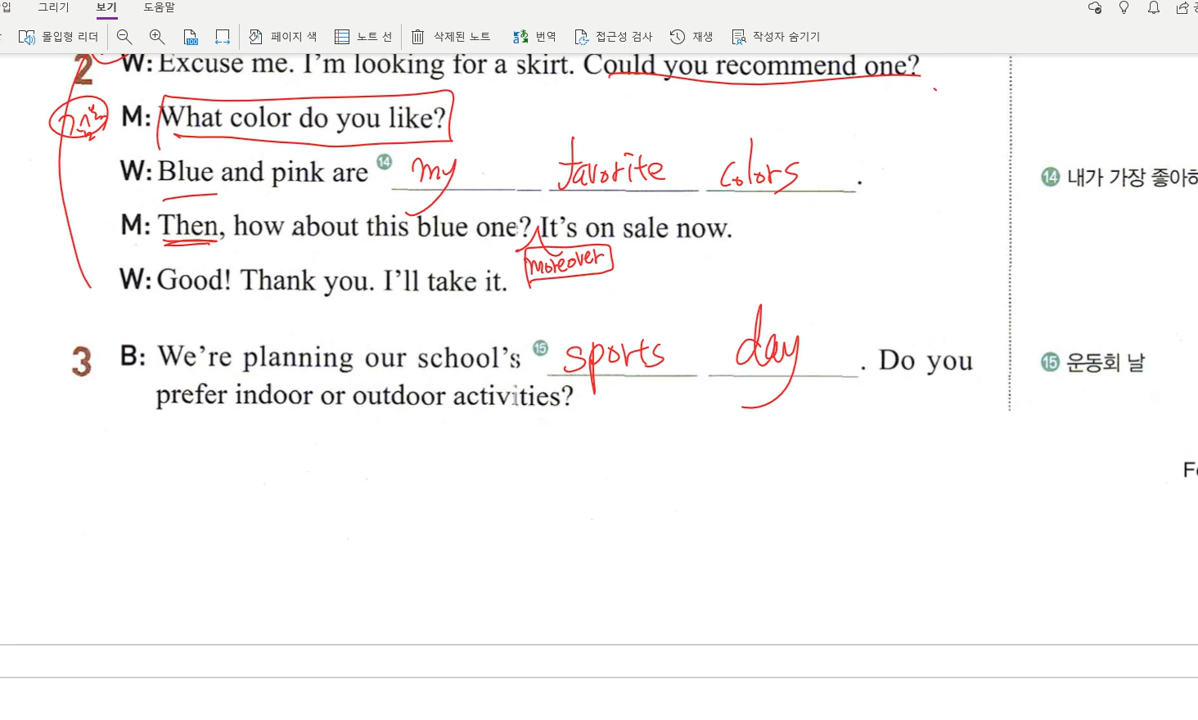 입 그리기 보기 도움말
몰입형 리더 페이지 색 노트 선 삭제된 노트 번역 접근성 검사 재생 작성자 숨기기
2 W: Excuse me. I'm looking for a skirt. Could you recommend one?
M: What color do you like?
W: Blue and pink are ⑭ my favorite colors. ⑭ 내가 가장 좋아하
M: Then, how about this blue one? It's on sale now.
moreover
W: Good! Thank you. I'll take it.
3 B: We're planning our school's ⑮ sports day. Do you ⑮ 운동회 날
prefer indoor or outdoor activities?